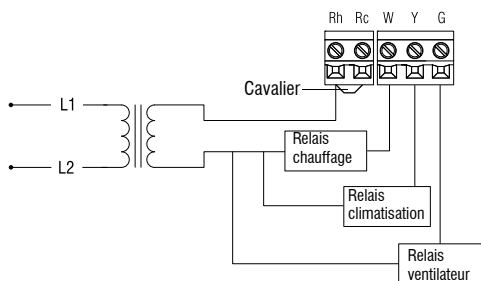 Rh Rc W Y G
Cavalier
L1
Relais
chauffage
L2
Relais
climatisation
Relais
ventilateur